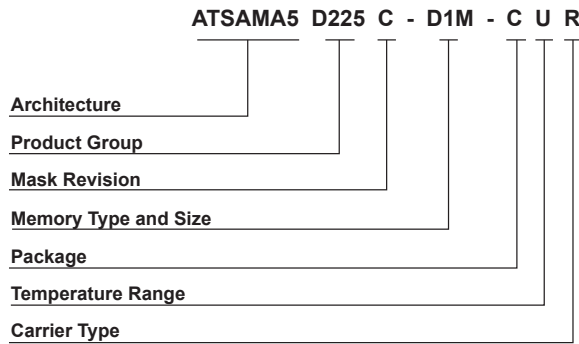 ATSAMA5 D225 C - D1M - C U R
Architecture
Product Group
Mask Revision
Memory Type and Size
Package
Temperature Range
Carrier Type